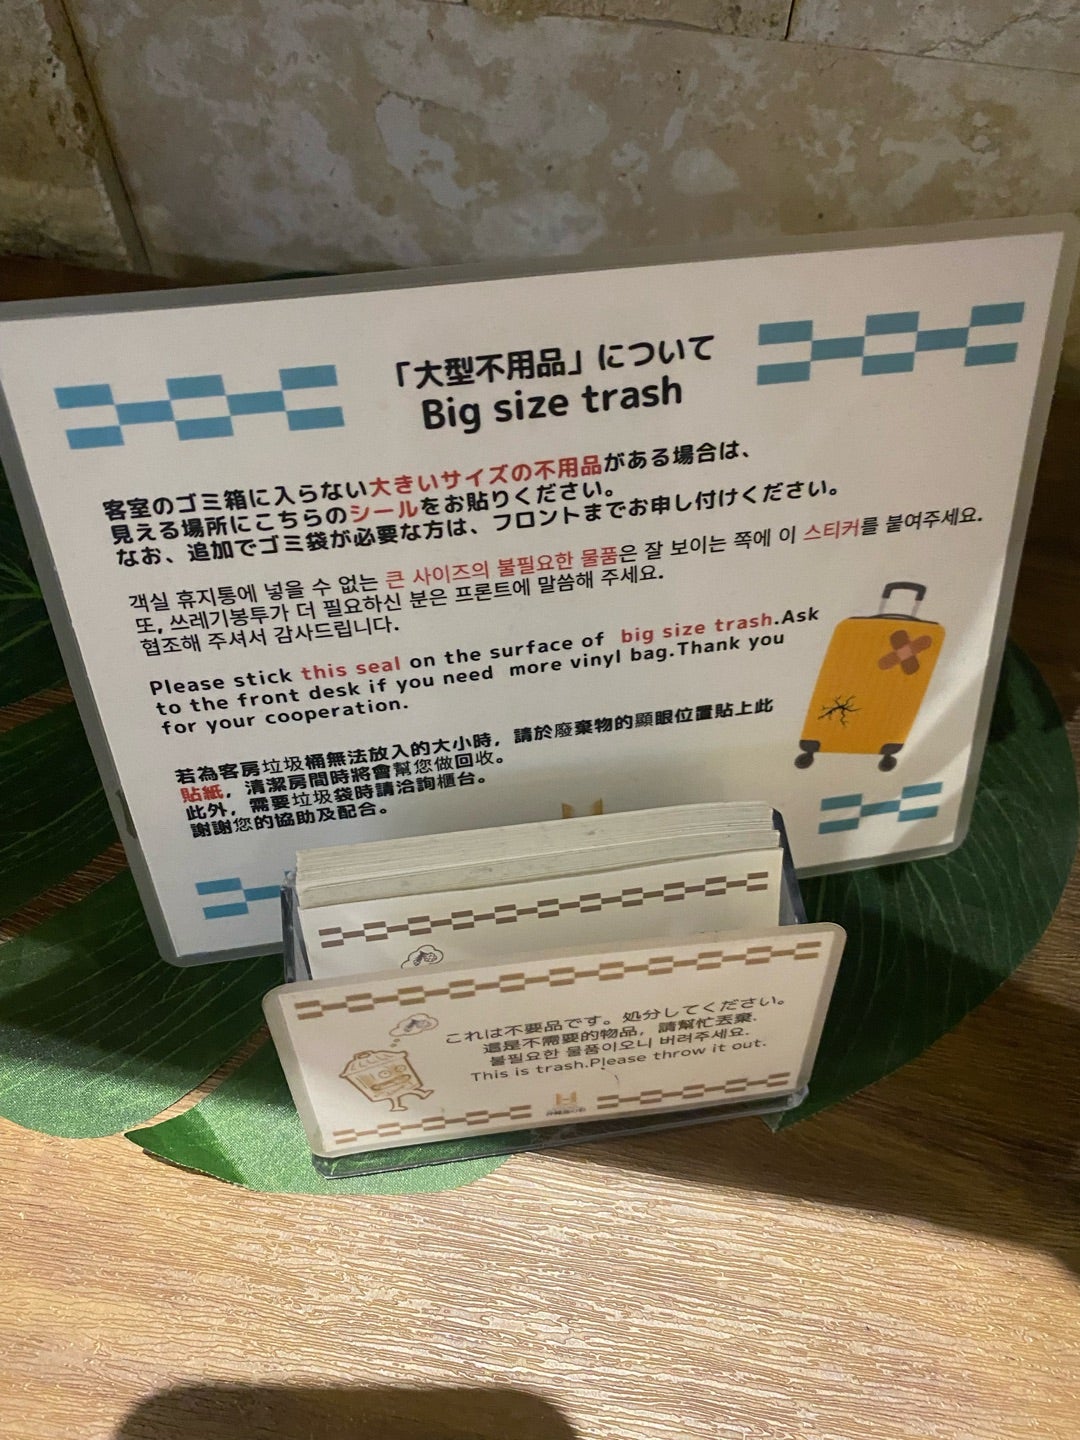 「大型不用品」について
Big size trash
客室のゴミ箱に入らない大きいサイズの不用品がある場合は、
見える場所にこちらのシールをお貼りください。
なお、追加でゴミ袋が必要な方は、フロントまでお申し付けください。
객실 휴지통에 넣을 수 없는 큰 사이즈의 불필요한 물품은 잘 보이는 쪽에 이 스티커를 붙여주세요.
또, 쓰레기봉투가 더 필요하신 분은 프론트에 말씀해 주세요.
협조해 주셔서 감사드립니다.
Please stick this seal on the surface of big size trash.Ask
to the front desk if you need more vinyl bag.Thank you
for your cooperation.
若為客房垃圾桶無法放入的大小時，請於廢棄物的顯眼位置貼上此
貼紙，清潔房間時將會幫您做回收。
此外，需要垃圾袋時請洽詢櫃台。
謝謝您的協助及配合。
これは不要品です。処分してください。
這是不需要的物品，請幫忙丟棄.
불필요한 물품이오니 버려주세요.
This is trash.Please throw it out.